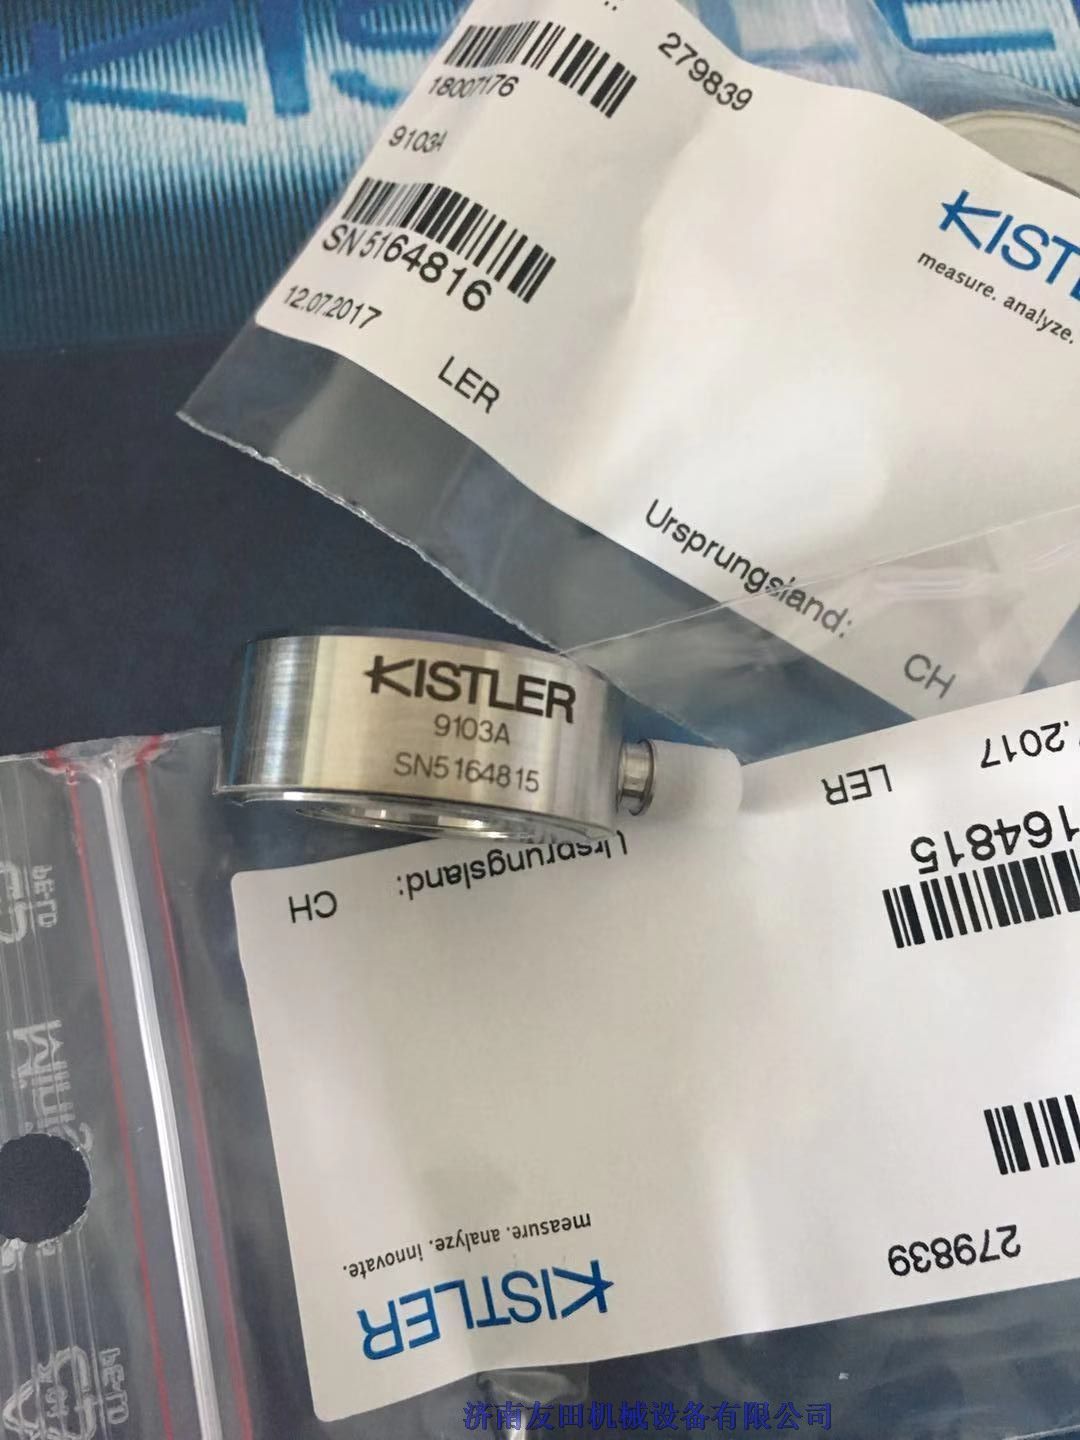 279839
18007176
9103A
SN5164816
12.07.2017
LER
KIST
measure. analyze.
Ursprungsland:
CH
KISTLER
9103A
SN5164815
.2017
LER
164815
Ursprungsland:
CH
279839
measure. analyze. innovate.
KISTLER
济南友田机械设备有限公司